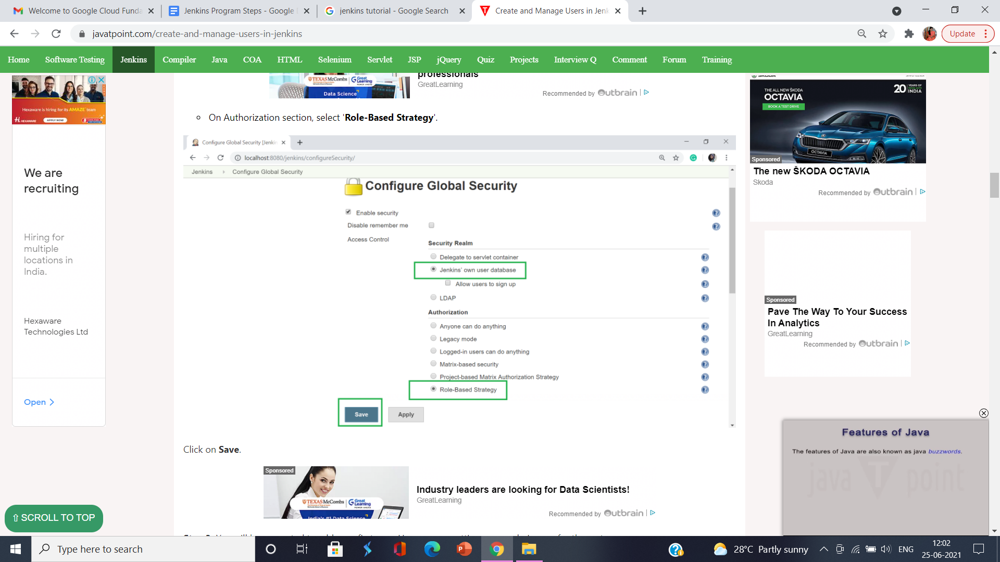 Welcome to Google Cloud Funda
Jenkins Program Steps - Google
jenkins tutorial - Google Search
Create and Manage Users in Jenk
javatpoint.com/create-and-manage-users-in-jenkins
Update
Home
Software Testing
Jenkins
Compiler
Java
COA
HTML
Selenium
Servlet
JSP
jQuery
Quiz
Projects
Interview Q
Comment
Forum
Training
Hexaware is hiring for its AMAZE team
HEXAWARE
APPLY NOW
We are
recruiting
Hiring for
multiple
locations in
India.
Hexaware
Technologies Ltd
Open
⇧ SCROLL TO TOP
TEXAS McCombs
Great Learning
Data Science
professionals
GreatLearning
Recommended by Outbrain
On Authorization section, select 'Role-Based Strategy'.
Configure Global Security [Jenkin
localhost:8080/jenkins/configureSecurity/
Jenkins
Configure Global Security
Configure Global Security
Enable security
Disable remember me
Access Control
Security Realm
Delegate to servlet container
Jenkins' own user database
Allow users to sign up
LDAP
Authorization
Anyone can do anything
Legacy mode
Logged-in users can do anything
Matrix-based security
Project-based Matrix Authorization Strategy
Role-Based Strategy
Save
Apply
Click on Save.
Sponsored
TEXAS McCombs
Great Learning
India's #1 Data Science
Industry leaders are looking for Data Scientists!
GreatLearning
Recommended by Outbrain
THE ALL NEW ŠKODA
OCTAVIA
BOOK A TEST DRIVE
20 YEARS OF
INDIA
OCTAVIA
Sponsored
The new ŠKODA OCTAVIA
Skoda
Recommended by Outbrain
Sponsored
Pave The Way To Your Success
In Analytics
GreatLearning
Recommended by Outbrain
Features of Java
The features of Java are also known as java buzzwords.
java T point
Type here to search
28°C Partly sunny
ENG
12:02
25-06-2021